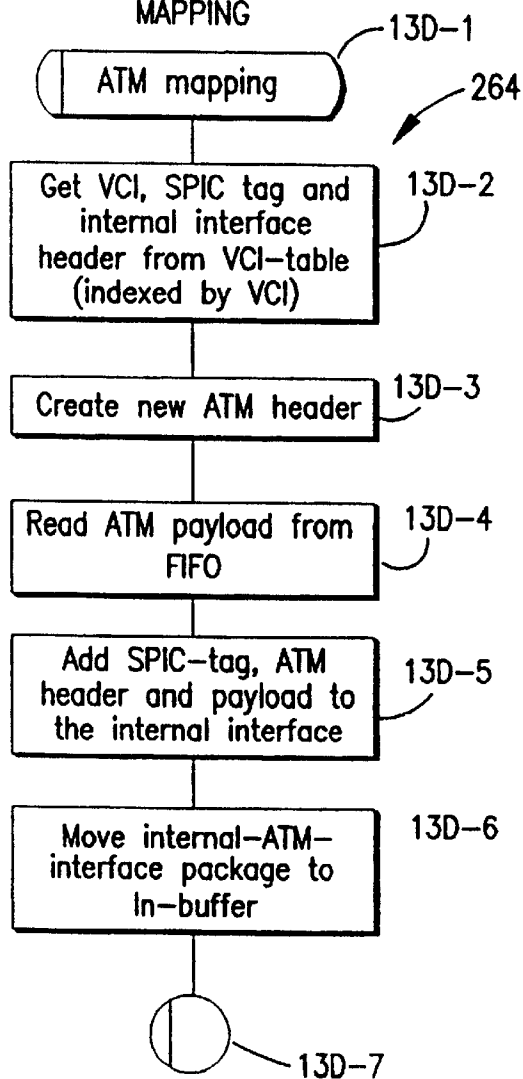 MAPPING
13D-1
ATM mapping
264
Get VCI, SPIC tag and
internal interface
header from VCI-table
(indexed by VCI)
13D-2
Create new ATM header
13D-3
Read ATM payload from
FIFO
13D-4
Add SPIC-tag, ATM
header and payload to
the internal interface
13D-5
Move internal-ATM-
interface package to
In-buffer
13D-6
13D-7